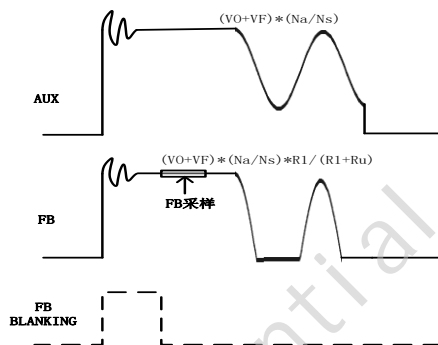 (VO+VF)*(Na/Ns)
AUX
(VO+VF)*(Na/Ns)*R1/(R1+Ru)
FB采样
FB
FB
BLANKING
ntial